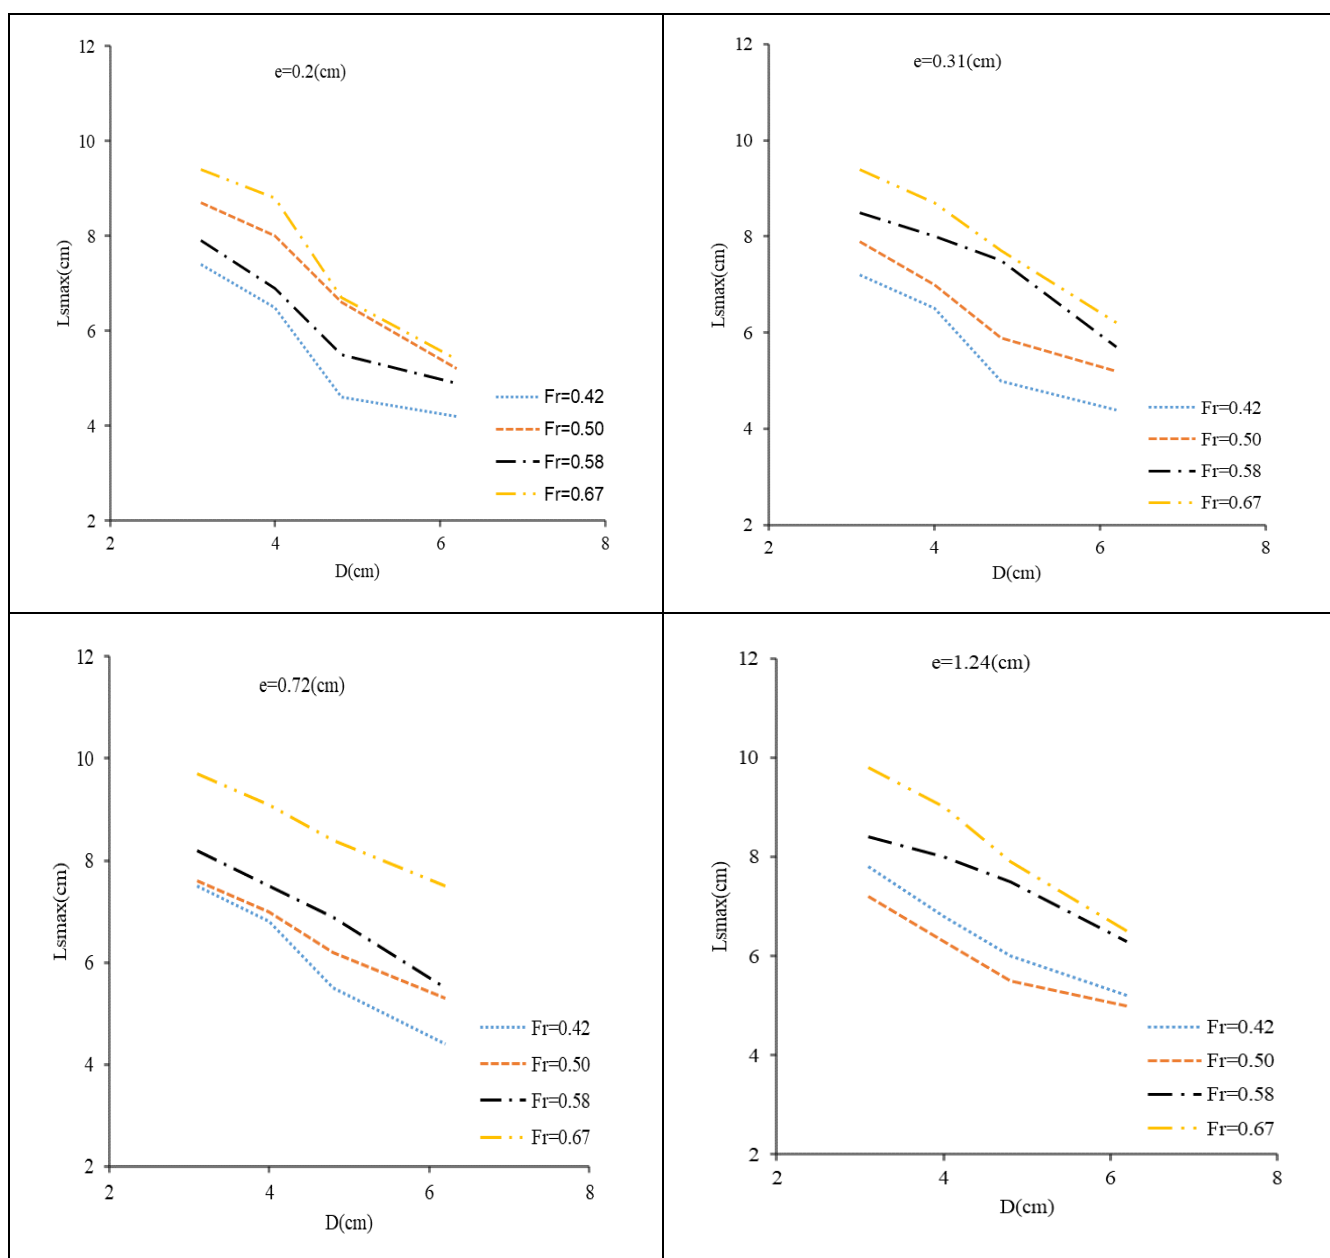 e=0.2(cm)
12
10
8
6
4
2
Lsmax(cm)
2
4
6
8
D(cm)
Fr=0.42
Fr=0.50
Fr=0.58
Fr=0.67
e=0.31(cm)
12
10
8
6
4
2
Lsmax(cm)
2
4
6
8
D(cm)
Fr=0.42
Fr=0.50
Fr=0.58
Fr=0.67
e=0.72(cm)
12
10
8
6
4
2
Lsmax(cm)
2
4
6
8
D(cm)
Fr=0.42
Fr=0.50
Fr=0.58
Fr=0.67
e=1.24(cm)
12
10
8
6
4
2
Lsmax(cm)
2
4
6
8
D(cm)
Fr=0.42
Fr=0.50
Fr=0.58
Fr=0.67